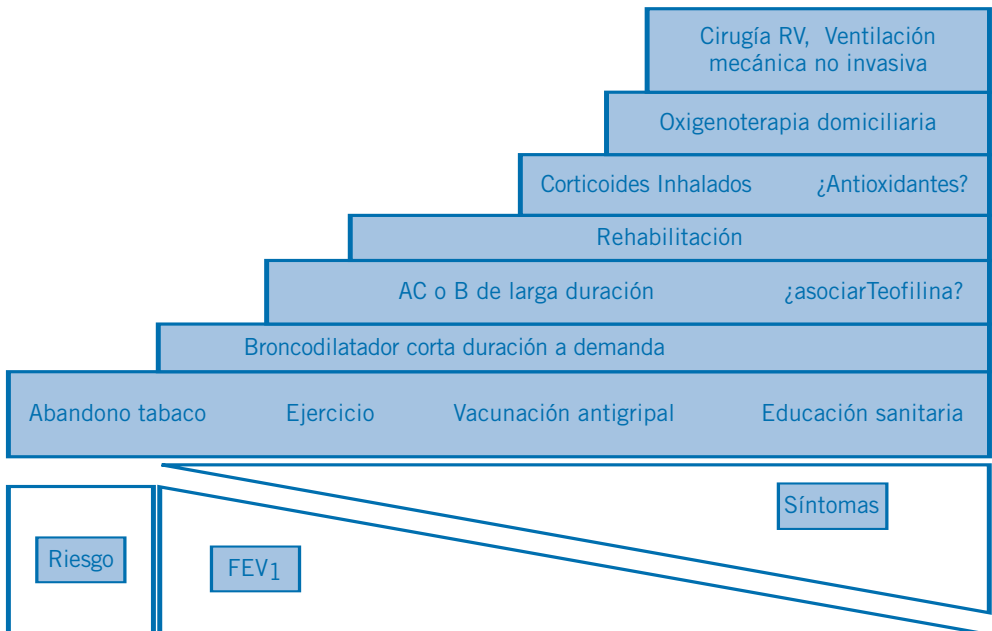 Cirugía RV, Ventilación
mecánica no invasiva
Oxigenoterapia domiciliaria
Corticoides Inhalados ¿Antioxidantes?
Rehabilitación
AC o B de larga duración ¿asociarTeofilina?
Broncodilatador corta duración a demanda
Abandono tabaco Ejercicio Vacunación antigripal Educación sanitaria
Síntomas
Riesgo
FEV1